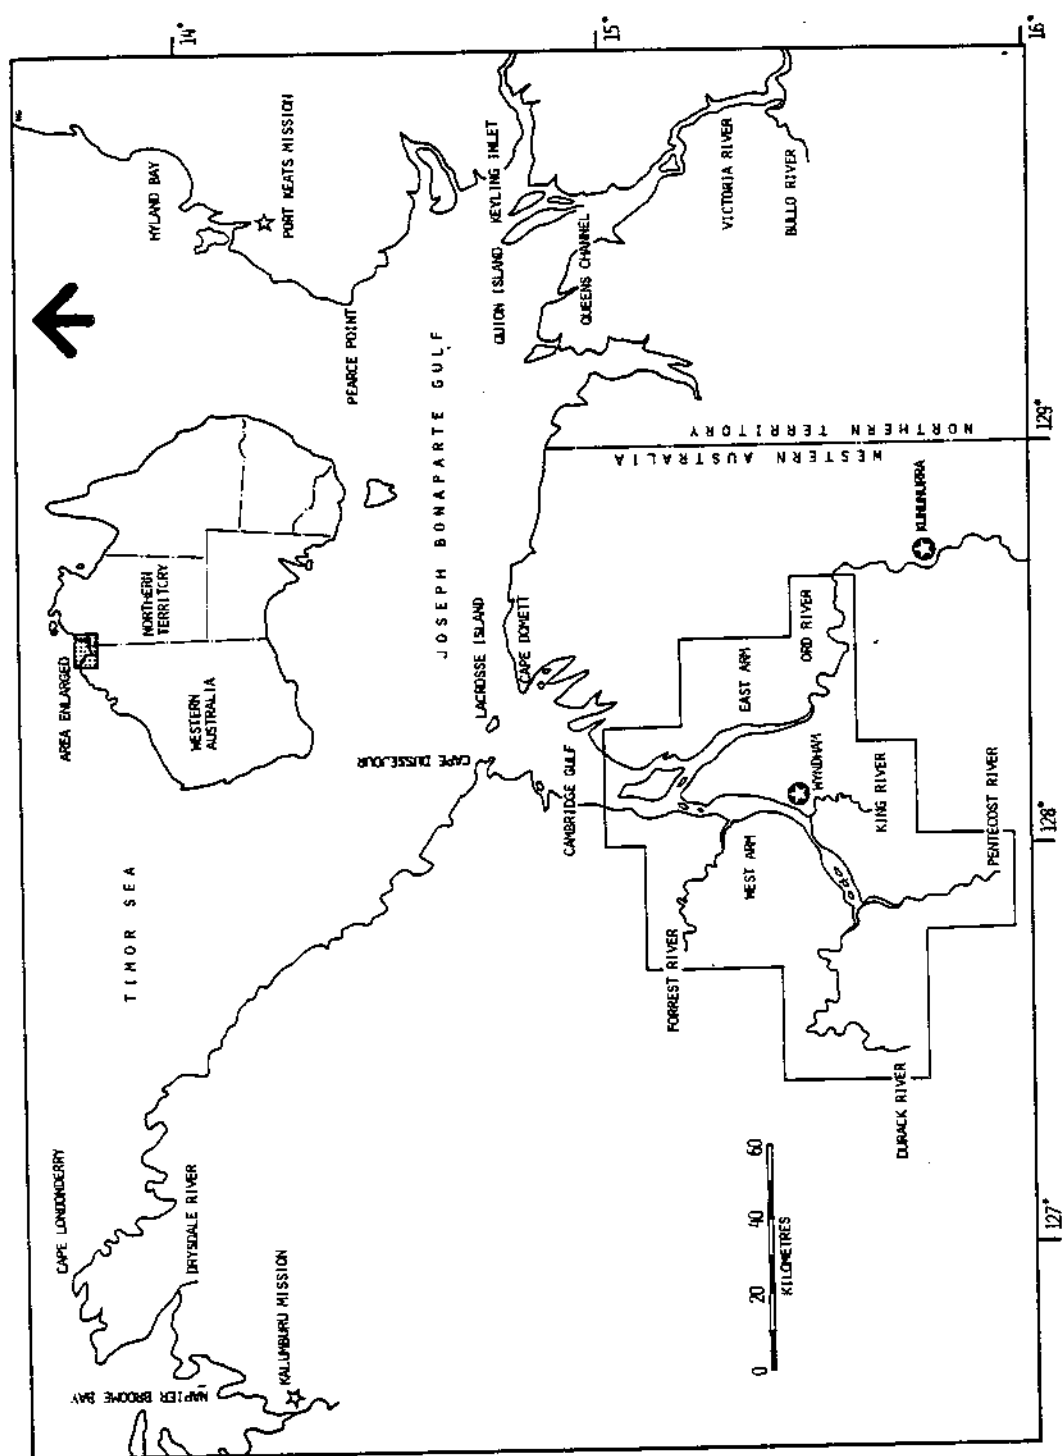 CAPE LONDONDERRY
NAPIER BROOME BAY
DRYSDALE RIVER
KALUMBURU MISSION
TIMOR SEA
AREA ENLARGED
NORTHERN
TERRITORY
WESTERN
AUSTRALIA
HYLAND BAY
PORT KEATS MISSION
PEARCE POINT
14°
JOSEPH BONAPARTE GULF
CAPE DUSSEJOUR
LACROSSE ISLAND
CAPE DOMETT
QUION ISLAND
KEYLING INLET
QUEENS CHANNEL
15°
CAMBRIDGE GULF
WESTERN AUSTRALIA
NORTHERN TERRITORY
VICTORIA RIVER
BULLO RIVER
FORREST RIVER
WEST ARM
EAST ARM
ORD RIVER
WYNDHAM
KING RIVER
KUNUNURRA
DURACK RIVER
PENTECOST RIVER
0 20 40 60
KILOMETRES
16°
127°
128°
129°